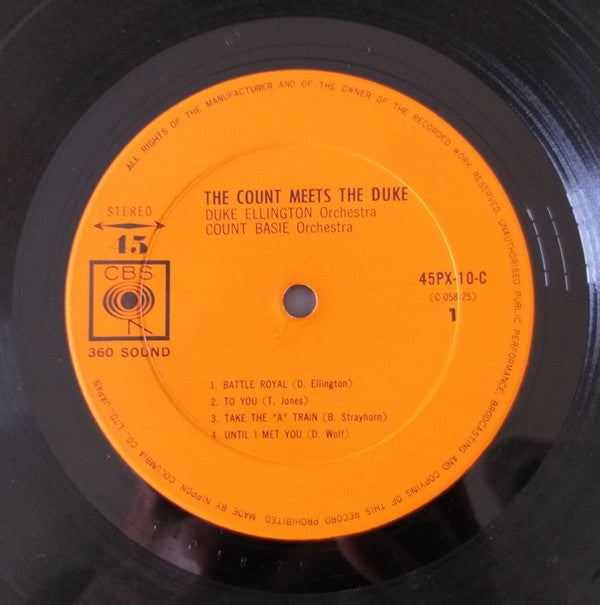 ALL RIGHTS OF THE MANUFACTURER AND OF THE OWNER OF THE RECORDED WORK RESERVED. UNAUTHORISED PUBLIC PERFORMANCE, BROADCASTING AND COPYING OF THIS RECORD PROHIBITED. MADE BY NIPPON COLUMBIA CO., LTD., JAPAN
THE COUNT MEETS THE DUKE
DUKE ELLINGTON Orchestra
COUNT BASIE Orchestra
STEREO
45
CBS
360 SOUND
45PX-10-C
(C-05825)
1
1. BATTLE ROYAL (D. Ellington)
2. TO YOU (T. Jones)
3. TAKE THE "A" TRAIN (B. Strayhorn)
4. UNTIL I MET YOU (D. Wolf)